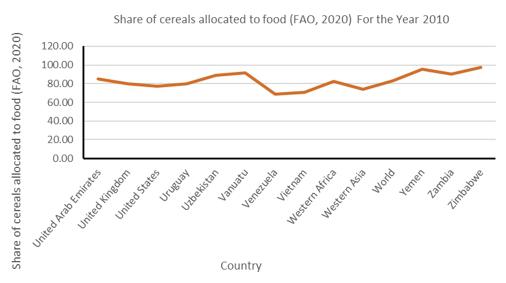 Share of cereals allocated to food (FAO, 2020) For the Year 2010
Share of cereals allocated to food (FAO, 2020)
120.00
100.00
80.00
60.00
40.00
20.00
0.00
United Arab Emirates
United Kingdom
United States
Uruguay
Uzbekistan
Vanuatu
Venezuela
Vietnam
Western Africa
Western Asia
World
Yemen
Zambia
Zimbabwe
Country